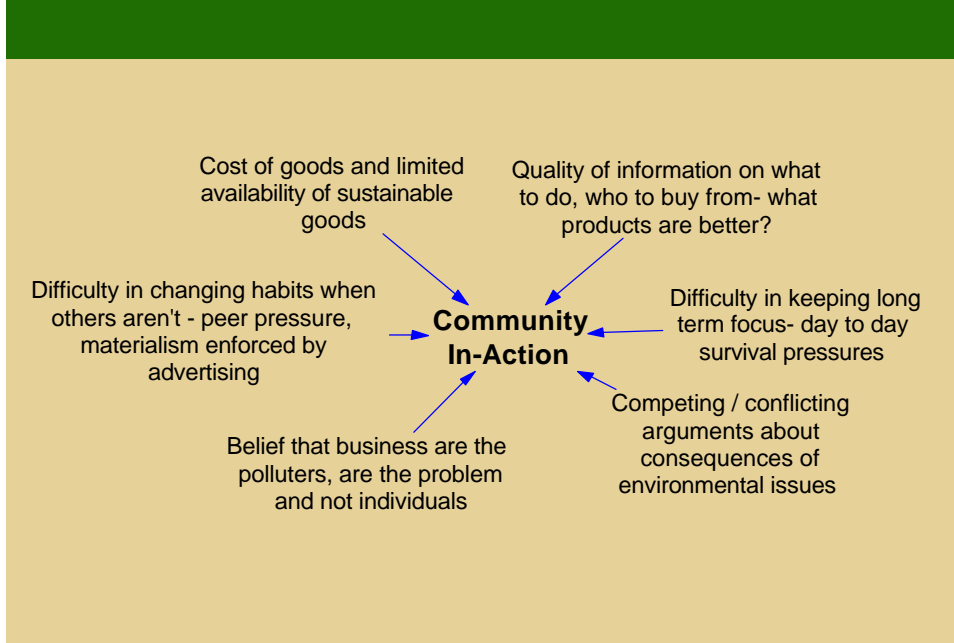 Cost of goods and limited
availability of sustainable
goods
Quality of information on what
to do, who to buy from- what
products are better?
Difficulty in changing habits when
others aren't - peer pressure,
materialism enforced by
advertising
Community
In-Action
Difficulty in keeping long
term focus- day to day
survival pressures
Belief that business are the
polluters, are the problem
and not individuals
Competing / conflicting
arguments about
consequences of
environmental issues